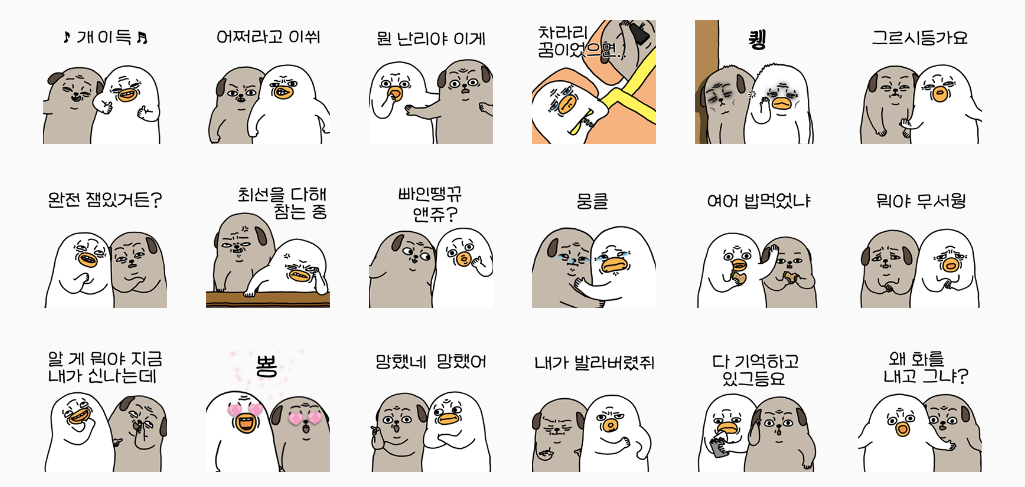 ♪ 개이득 ♬
어쩌라고 이쒸
뭔 난리야 이게
차라리
꿈이었으면..
퀭
그르시등가요
완전 잼있거든?
최선을 다해
참는 중
빠인땡뀨
앤쥬?
뭉클
여어 밥먹었냐
뭐야 무서웡
알 게 뭐야 지금
내가 신나는데
뿅
망했네 망했어
내가 발라버렸쥐
다 기억하고
있그등요
왜 화를
내고 그냐?